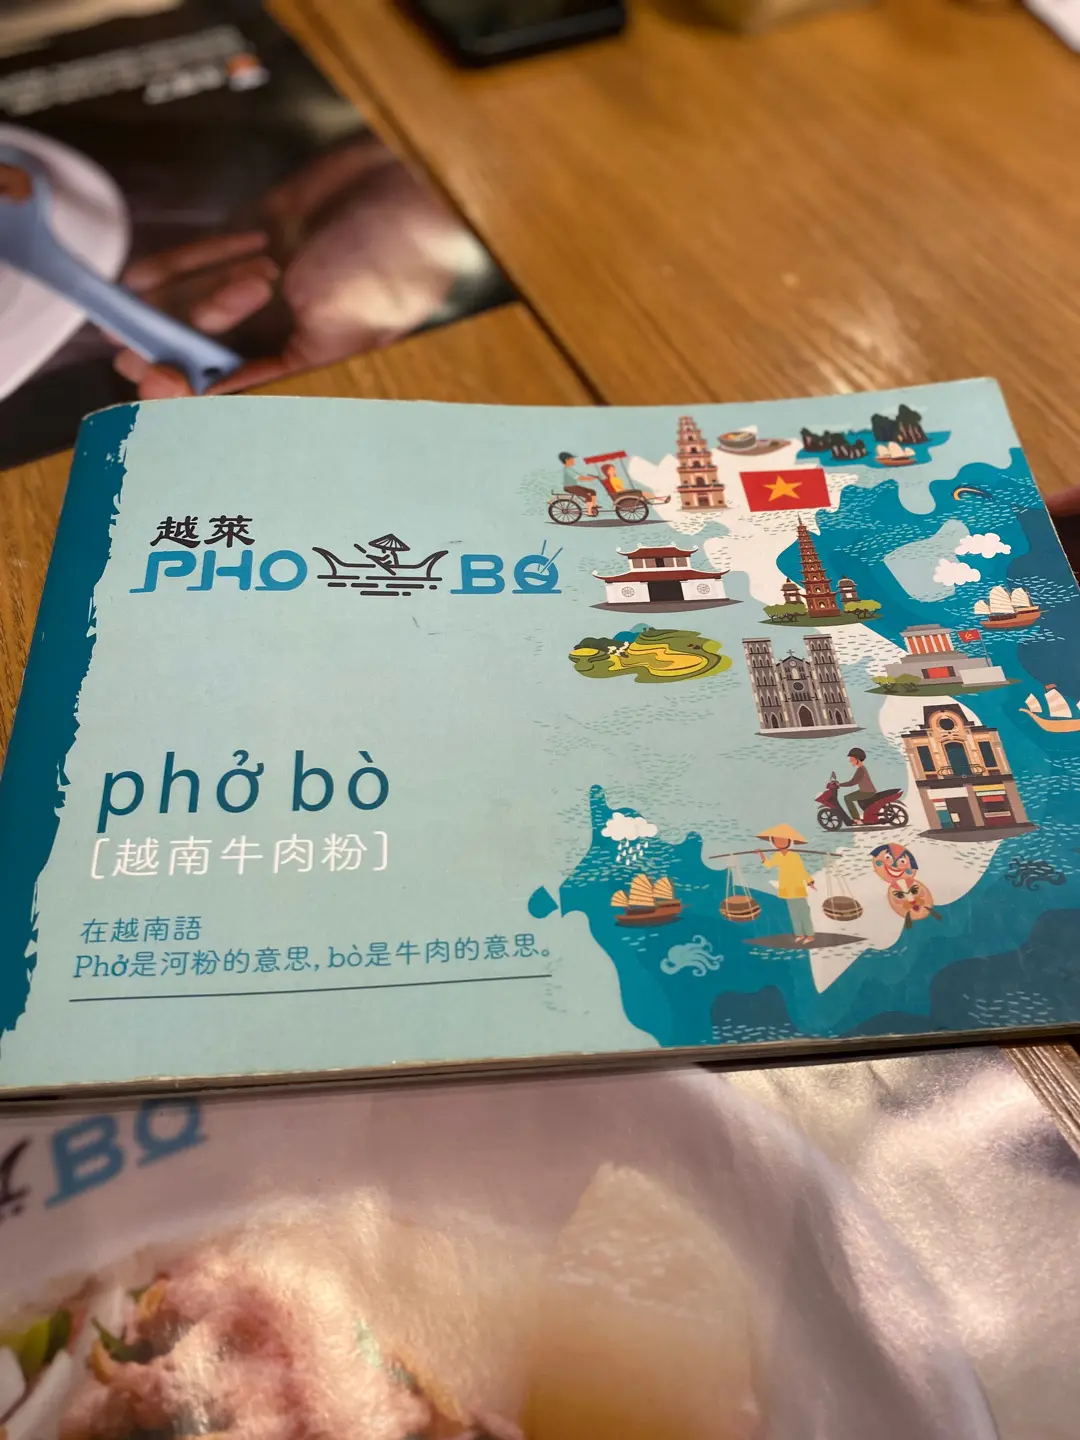 越萊
PHO BO
phở bò
[越南牛肉粉]
在越南語
Phở是河粉的意思, bò是牛肉的意思。
BO